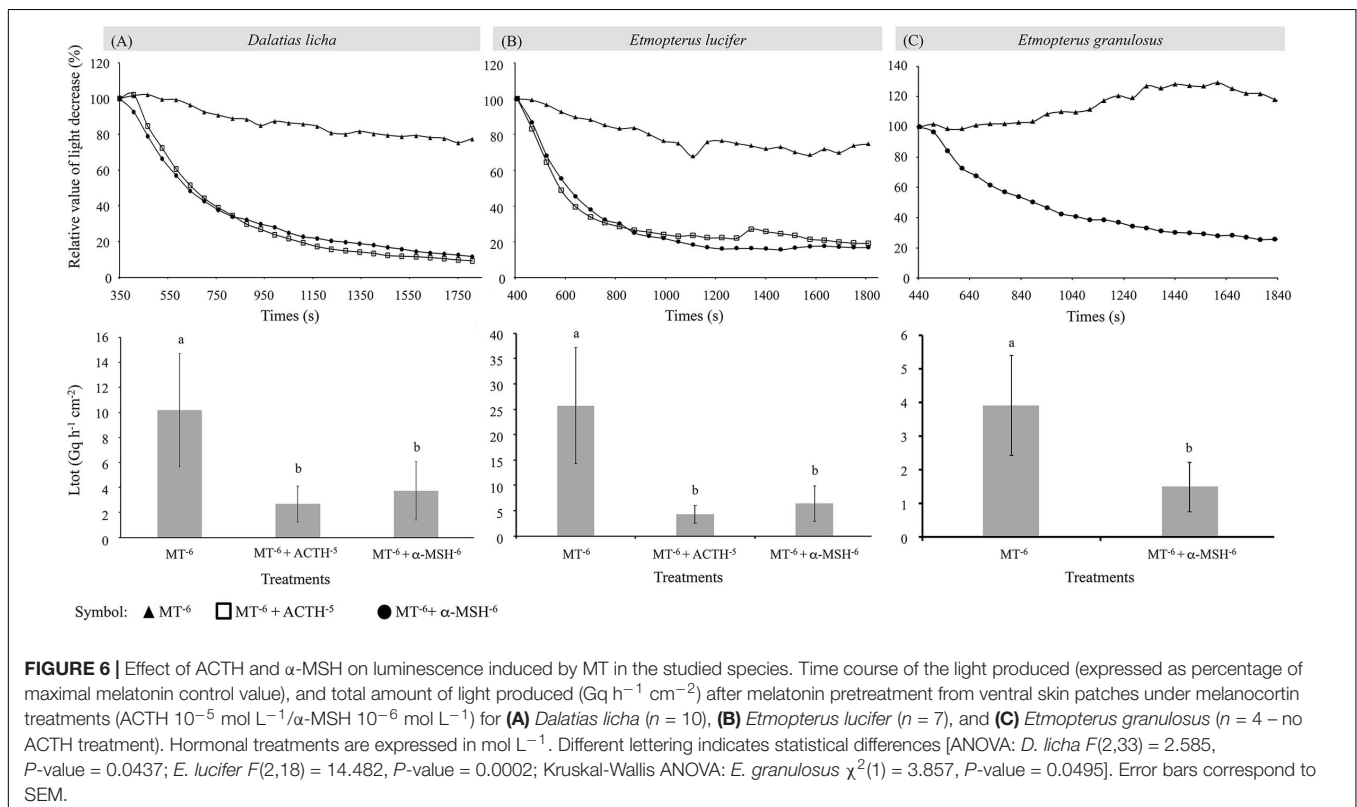 (A) Dalatias licha (B) Etmopterus lucifer (C) Etmopterus granulosus
Relative value of light decrease (%)
120
100
80
60
40
20
0
350 550 750 950 1150 1350 1550 1750
Times (s)
120
100
80
60
40
20
0
400 600 800 1000 1200 1400 1600 1800
Times (s)
140
120
100
80
60
40
20
0
440 640 840 1040 1240 1440 1640 1840
Times (s)
Ltot (Gq h⁻¹ cm⁻²)
16
14
12
10
8
6
4
2
0
a b b
MT⁻⁶ MT⁻⁶ + ACTH⁻⁵ MT⁻⁶ + α-MSH⁻⁶
Treatments
40
35
30
25
20
15
10
5
0
a b b
MT⁻⁶ MT⁻⁶ + ACTH⁻⁵ MT⁻⁶ + α-MSH⁻⁶
Treatments
6
5
4
3
2
1
0
a b
MT⁻⁶ MT⁻⁶ + α-MSH⁻⁶
Treatments
Symbol: ▲ MT⁻⁶ □ MT⁻⁶ + ACTH⁻⁵ ● MT⁻⁶+ α-MSH⁻⁶
FIGURE 6 | Effect of ACTH and α-MSH on luminescence induced by MT in the studied species. Time course of the light produced (expressed as percentage of
maximal melatonin control value), and total amount of light produced (Gq h⁻¹ cm⁻²) after melatonin pretreatment from ventral skin patches under melanocortin
treatments (ACTH 10⁻⁵ mol L⁻¹/α-MSH 10⁻⁶ mol L⁻¹) for (A) Dalatias licha (n = 10), (B) Etmopterus lucifer (n = 7), and (C) Etmopterus granulosus (n = 4 – no
ACTH treatment). Hormonal treatments are expressed in mol L⁻¹. Different lettering indicates statistical differences [ANOVA: D. licha F(2,33) = 2.585,
P-value = 0.0437; E. lucifer F(2,18) = 14.482, P-value = 0.0002; Kruskal-Wallis ANOVA: E. granulosus χ²(1) = 3.857, P-value = 0.0495]. Error bars correspond to
SEM.